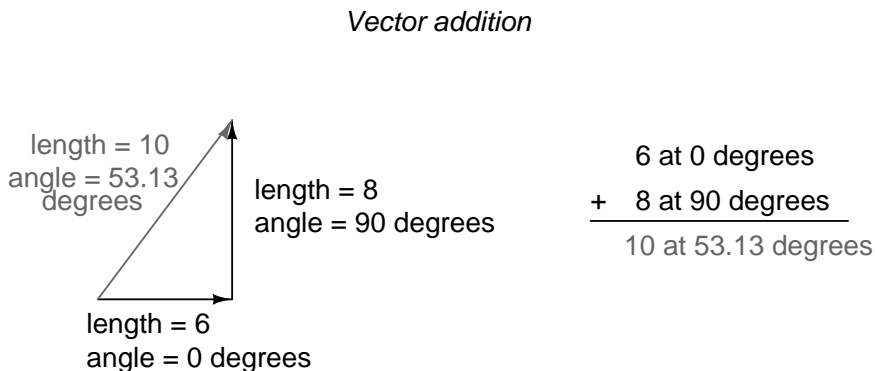 Vector addition
length = 10
angle = 53.13
degrees
length = 8
angle = 90 degrees
length = 6
angle = 0 degrees
6 at 0 degrees
+ 8 at 90 degrees
10 at 53.13 degrees